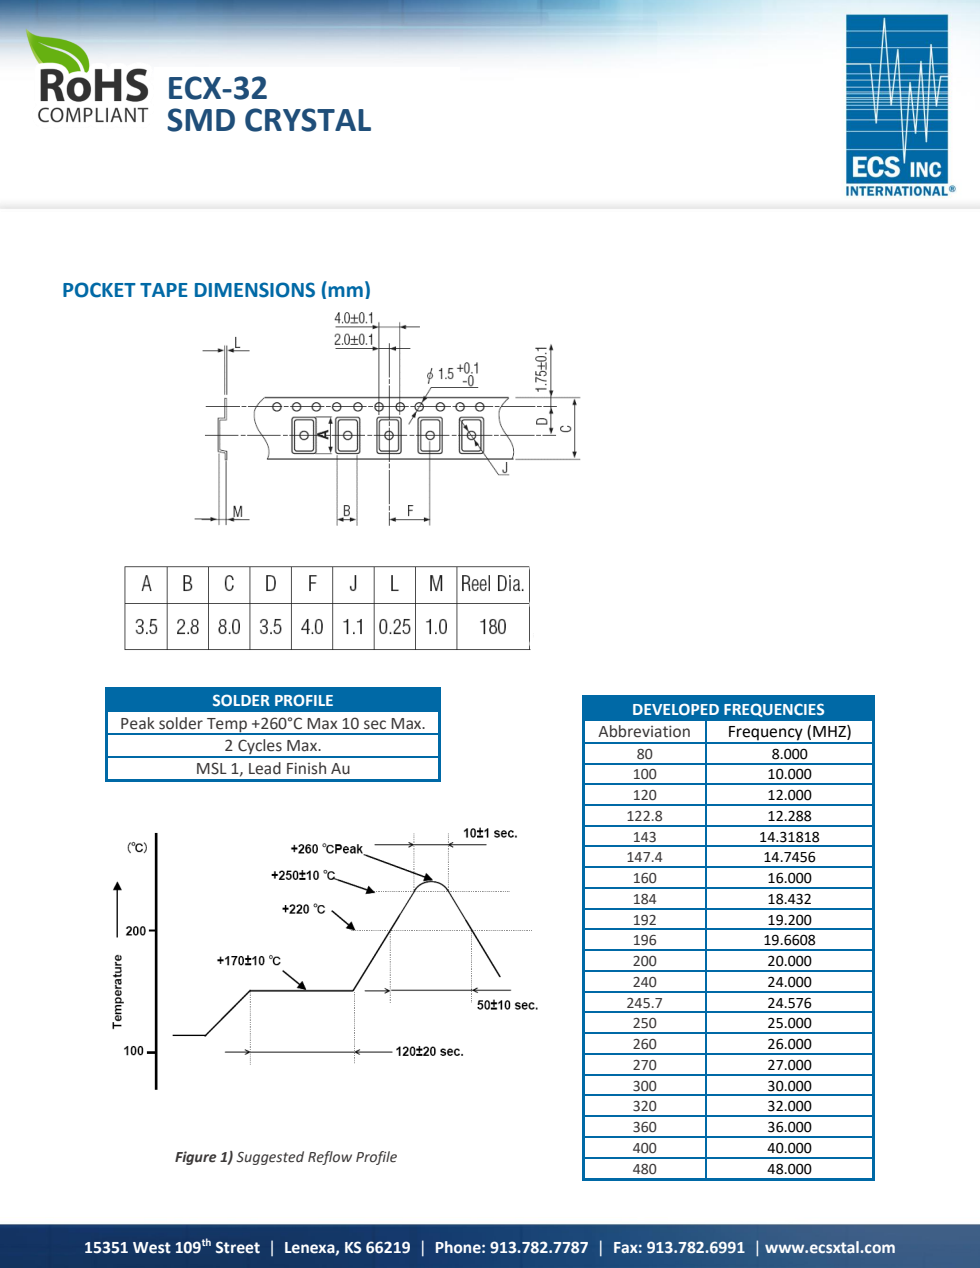 RoHS
COMPLIANT
ECX-32
SMD CRYSTAL
ECS INC
INTERNATIONAL®
POCKET TAPE DIMENSIONS (mm)
4.0±0.1
2.0±0.1
L
ϕ 1.5 +0.1 -0
1.75±0.1
A
D
C
J
M
B
F
A B C D F J L M Reel Dia.
3.5 2.8 8.0 3.5 4.0 1.1 0.25 1.0 180
SOLDER PROFILE
Peak solder Temp +260°C Max 10 sec Max.
2 Cycles Max.
MSL 1, Lead Finish Au
DEVELOPED FREQUENCIES
Abbreviation Frequency (MHZ)
80 8.000
100 10.000
120 12.000
122.8 12.288
143 14.31818
147.4 14.7456
160 16.000
184 18.432
192 19.200
196 19.6608
200 20.000
240 24.000
245.7 24.576
250 25.000
260 26.000
270 27.000
300 30.000
320 32.000
360 36.000
400 40.000
480 48.000
(℃)
10±1 sec.
+260 ℃Peak
+250±10 ℃
+220 ℃
200
+170±10 ℃
Temperature
50±10 sec.
100
120±20 sec.
Figure 1) Suggested Reflow Profile
15351 West 109th Street | Lenexa, KS 66219 | Phone: 913.782.7787 | Fax: 913.782.6991 | www.ecsxtal.com